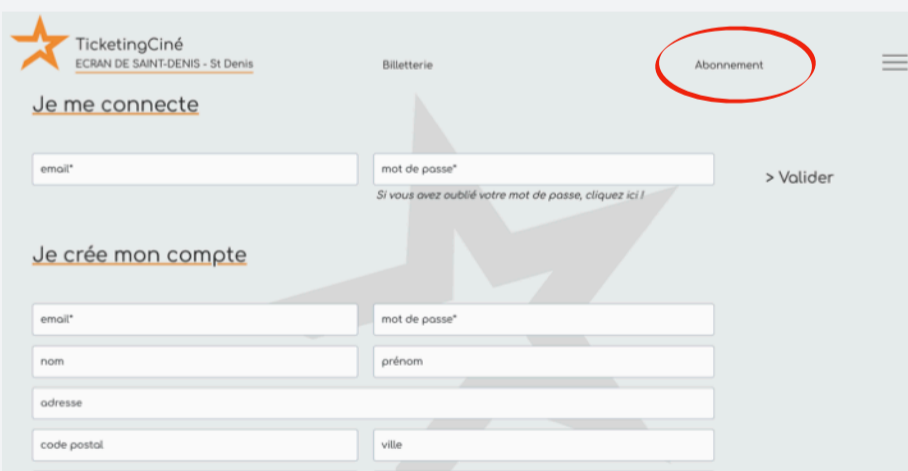 TicketingCiné
ECRAN DE SAINT-DENIS - St Denis
Billetterie
Abonnement
Je me connecte
email*
mot de passe*
> Valider
Si vous avez oublié votre mot de passe, cliquez ici !
Je crée mon compte
email*
mot de passe*
nom
prénom
adresse
code postal
ville